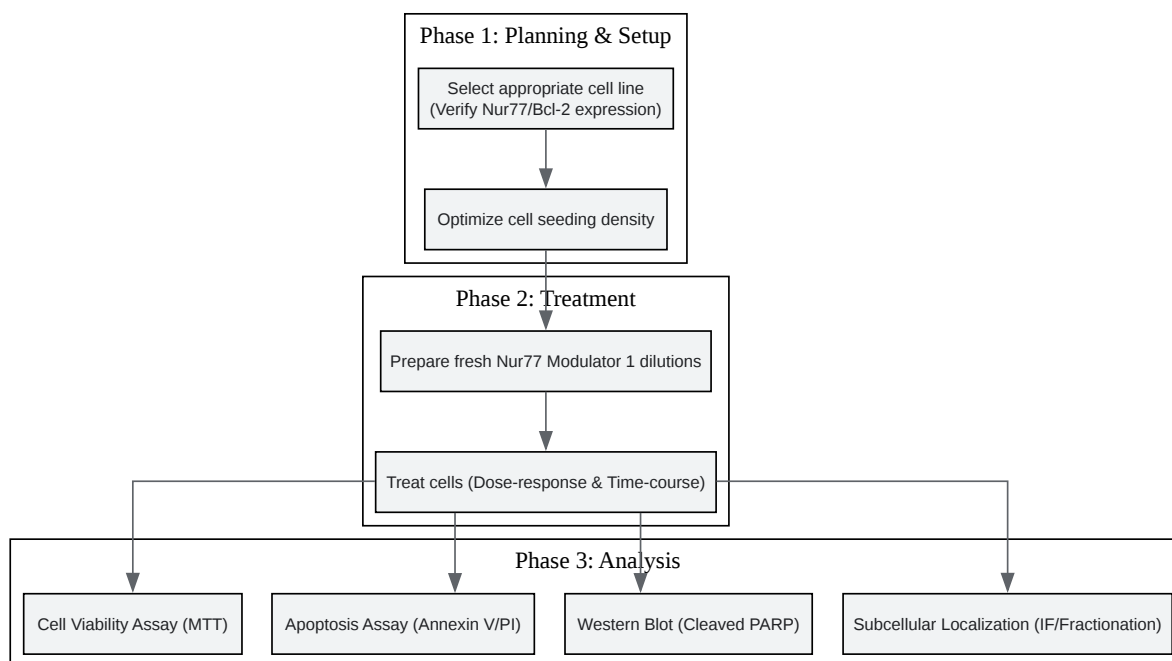 Phase 1: Planning & Setup
Select appropriate cell line
(Verify Nur77/Bcl-2 expression)
Optimize cell seeding density
Phase 2: Treatment
Prepare fresh Nur77 Modulator 1 dilutions
Treat cells (Dose-response & Time-course)
Phase 3: Analysis
Cell Viability Assay (MTT)
Apoptosis Assay (Annexin V/PI)
Western Blot (Cleaved PARP)
Subcellular Localization (IF/Fractionation)